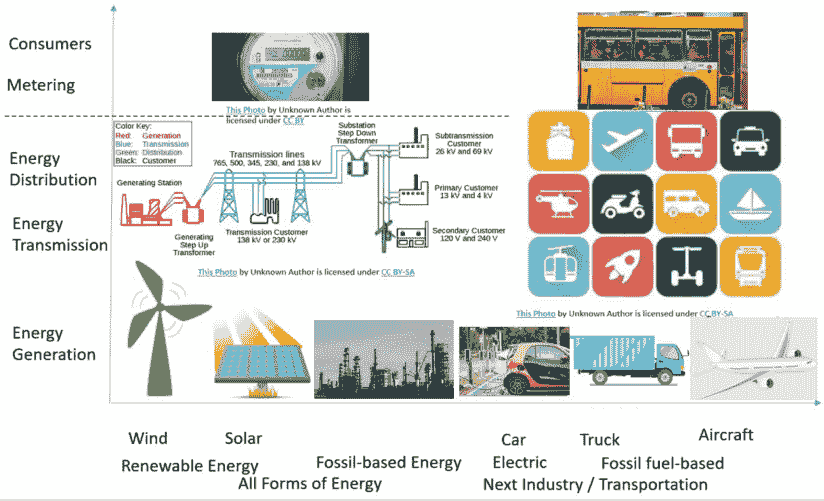 Consumers
Metering
This Photo by Unknown Author is
licensed under CC BY
Color Key:
Red: Generation
Blue: Transmission
Green: Distribution
Black: Customer
Substation
Step Down
Transformer
Subtransmission
Customer
26 kV and 69 kV
Energy
Distribution
Transmission lines
765, 500, 345, 230, and 138 kV
Generating Station
Primary Customer
13 kV and 4 kV
Energy
Transmission
Generating
Step Up
Transformer
Transmission Customer
138 kV or 230 kV
Secondary Customer
120 V and 240 V
This Photo by Unknown Author is licensed under CC BY-SA
This Photo by Unknown Author is licensed under CC BY-SA
Energy
Generation
Wind
Solar
Car
Truck
Aircraft
Renewable Energy
Fossil-based Energy
Electric
Fossil fuel-based
All Forms of Energy
Next Industry / Transportation